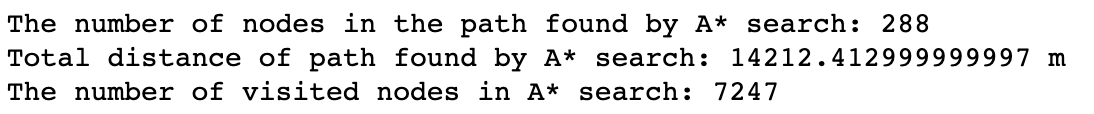 The number of nodes in the path found by A* search: 288
Total distance of path found by A* search: 14212.412999999997 m
The number of visited nodes in A* search: 7247